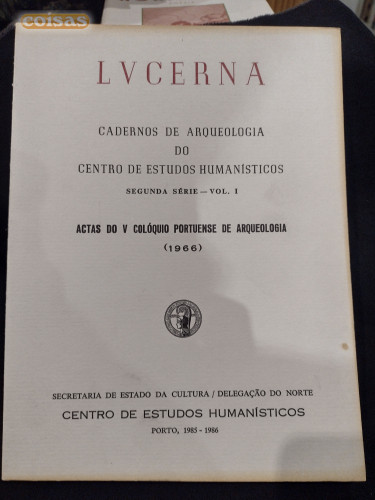 coisas
LVCERNA
CADERNOS DE ARQUEOLOGIA
DO
CENTRO DE ESTUDOS HUMANÍSTICOS
SEGUNDA SÉRIE — VOL. I
ACTAS DO V COLÓQUIO PORTUENSE DE ARQUEOLOGIA
(1966)
SECRETARIA DE ESTADO DA CULTURA / DELEGAÇÃO DO NORTE
CENTRO DE ESTUDOS HUMANÍSTICOS
PORTO, 1985-1986